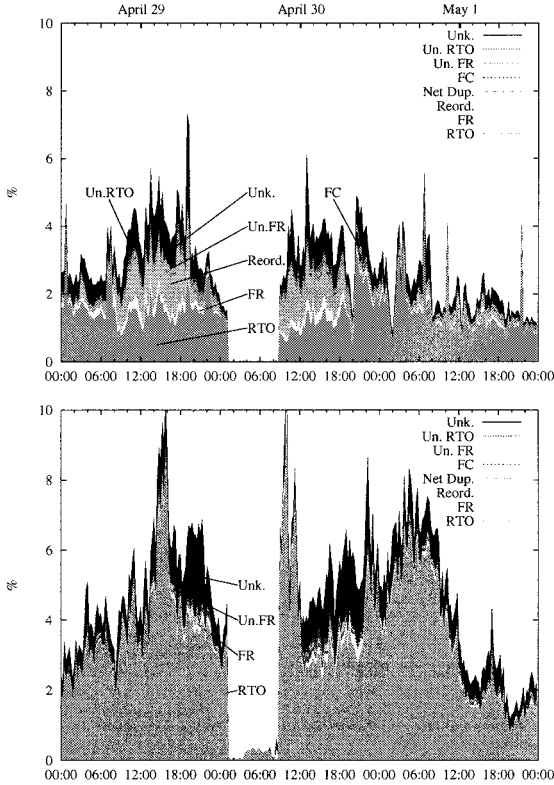 April 29 April 30 May 1
10
8
6
4
2
0
%
Unk.
Un. RTO
Un. FR
FC
Net Dup.
Reord.
FR
RTO
Un.RTO
Unk.
FC
Un.FR
Reord.
FR
RTO
00:00 06:00 12:00 18:00 00:00 06:00 12:00 18:00 00:00 06:00 12:00 18:00 00:00
10
8
6
4
2
0
%
Unk.
Un. RTO
Un. FR
FC
Net Dup.
Reord.
FR
RTO
Unk.
Un.FR
FR
RTO
00:00 06:00 12:00 18:00 00:00 06:00 12:00 18:00 00:00 06:00 12:00 18:00 00:00